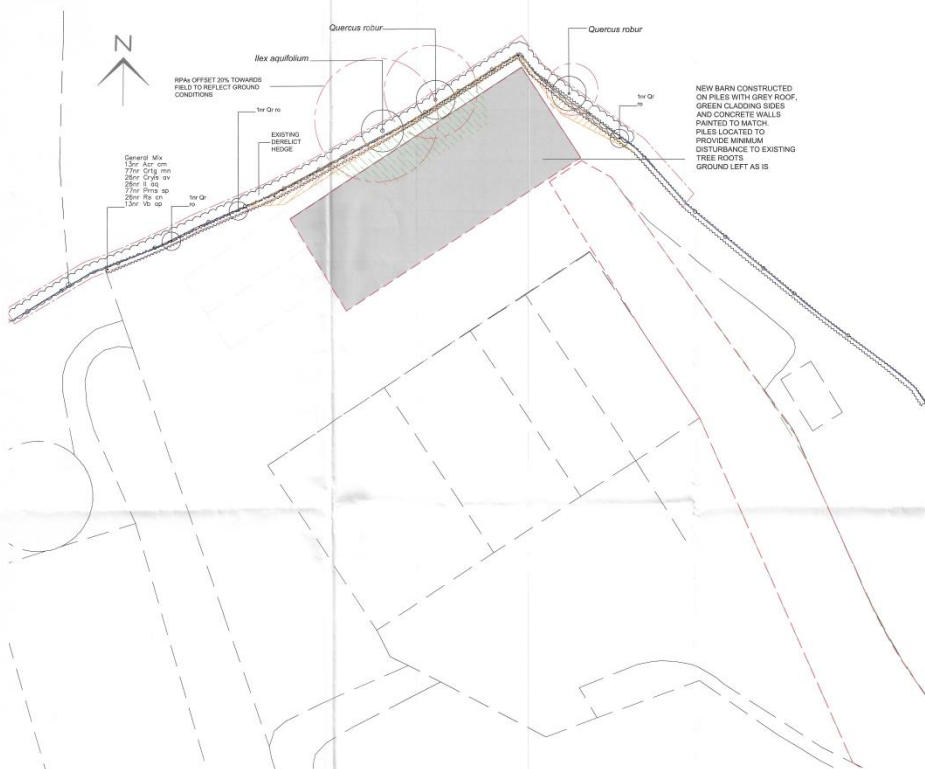 N
Quercus robur
Quercus robur
Ilex aquifolium
RPAs OFFSET 20% TOWARDS
FIELD TO REFLECT GROUND
CONDITIONS
1nr Qr ro
EXISTING
DERELICT
HEDGE
General Mix
13nr Acr cm
77nr Crtg mn
26nr Cryls av
26nr Il aq
77nr Prns sp
26nr Rs cn
13nr Vb op
1nr Qr
ro
1nr Qr
ro
NEW BARN CONSTRUCTED
ON PILES WITH GREY ROOF,
GREEN CLADDING SIDES
AND CONCRETE WALLS
PAINTED TO MATCH.
PILES LOCATED TO
PROVIDE MINIMUM
DISTURBANCE TO EXISTING
TREE ROOTS
GROUND LEFT AS IS